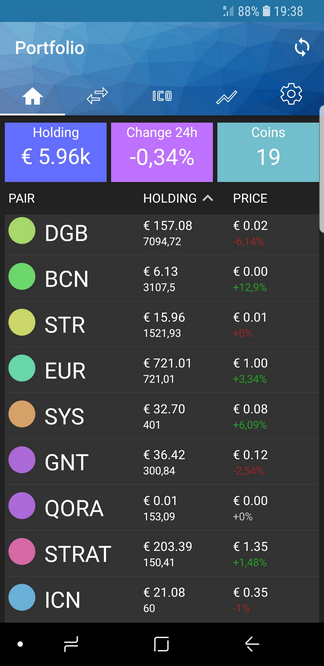 88% 19:38
Portfolio
ICO
Holding Change 24h Coins
€ 5.96k -0,34% 19
PAIR HOLDING PRICE
DGB € 157.08 € 0.02
7094,72 -6,14%
BCN € 6.13 € 0.00
3107,5 +12,9%
STR € 15.96 € 0.01
1521,93 +0%
EUR € 721.01 € 1.00
721,01 +3,34%
SYS € 32.70 € 0.08
401 +6,09%
GNT € 36.42 € 0.12
300,84 -2,54%
QORA € 0.01 € 0.00
153,09 +0%
STRAT € 203.39 € 1.35
150,41 +1,48%
ICN € 21.08 € 0.35
60 -1%